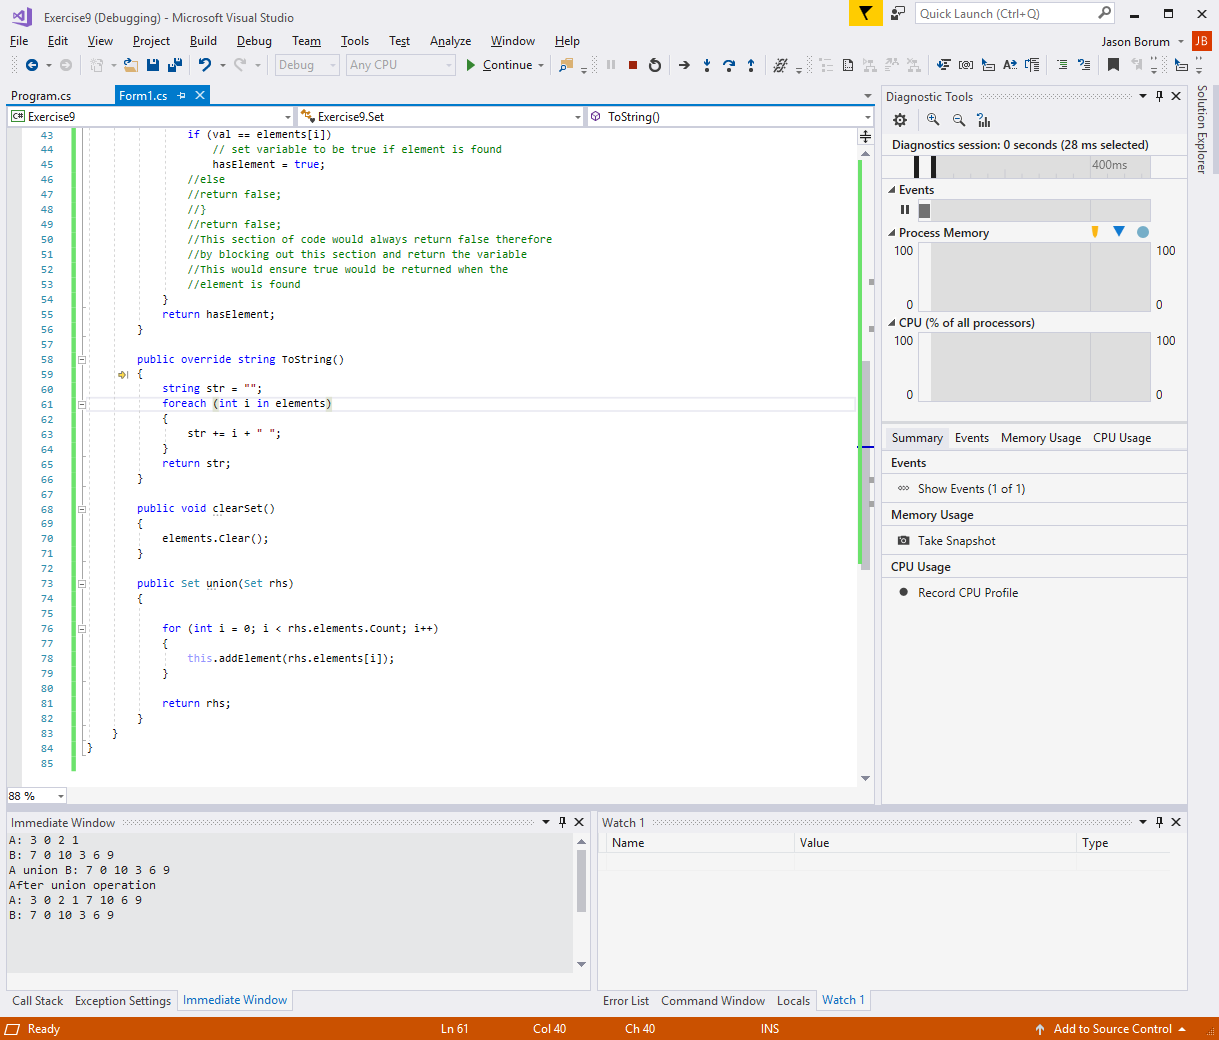 Exercise9 (Debugging) - Microsoft Visual Studio
Quick Launch (Ctrl+Q)
File Edit View Project Build Debug Team Tools Test Analyze Window Help
Jason Borum JB
Debug Any CPU Continue
Program.cs Form1.cs
C# Exercise9 Exercise9.Set ToString()
43 if (val == elements[i])
44 // set variable to be true if element is found
45 hasElement = true;
46 //else
47 //return false;
48 //}
49 //return false;
50 //This section of code would always return false therefore
51 //by blocking out this section and return the variable
52 //This would ensure true would be returned when the
53 //element is found
54 }
55 return hasElement;
56 }
57
58 public override string ToString()
59 {
60 string str = "";
61 foreach (int i in elements)
62 {
63 str += i + " ";
64 }
65 return str;
66 }
67
68 public void clearSet()
69 {
70 elements.Clear();
71 }
72
73 public Set union(Set rhs)
74 {
75
76 for (int i = 0; i < rhs.elements.Count; i++)
77 {
78 this.addElement(rhs.elements[i]);
79 }
80
81 return rhs;
82 }
83 }
84 }
85
88 %
Diagnostic Tools
Diagnostics session: 0 seconds (28 ms selected)
400ms
Events
Process Memory
100 100
0 0
CPU (% of all processors)
100 100
0 0
Summary Events Memory Usage CPU Usage
Events
Show Events (1 of 1)
Memory Usage
Take Snapshot
CPU Usage
Record CPU Profile
Solution Explorer
Immediate Window
A: 3 0 2 1
B: 7 0 10 3 6 9
A union B: 7 0 10 3 6 9
After union operation
A: 3 0 2 1 7 10 6 9
B: 7 0 10 3 6 9
Call Stack Exception Settings Immediate Window
Watch 1
Name Value Type
Error List Command Window Locals Watch 1
Ready Ln 61 Col 40 Ch 40 INS Add to Source Control